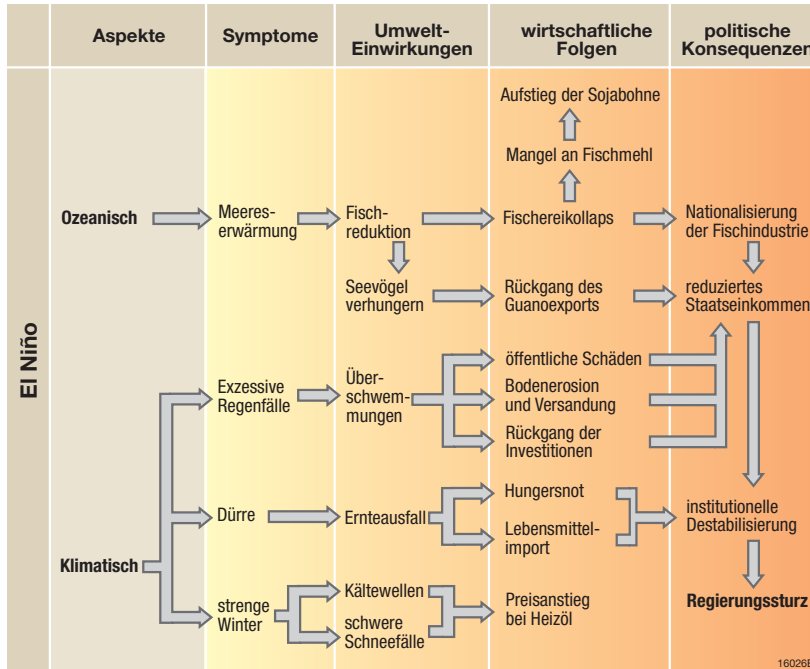 Aspekte
Symptome
Umwelt-
Einwirkungen
wirtschaftliche
Folgen
politische
Konsequenzen
El Niño
Aufstieg der Sojabohne
Mangel an Fischmehl
Ozeanisch
Meeres-
erwärmung
Fisch-
reduktion
Fischereikollaps
Nationalisierung
der Fischindustrie
Seevögel
verhungern
Rückgang des
Guanoexports
reduziertes
Staatseinkommen
Exzessive
Regenfälle
Über-
schwem-
mungen
öffentliche Schäden
Bodenerosion
und Versandung
Rückgang der
Investitionen
Klimatisch
Dürre
Ernteausfall
Hungersnot
Lebensmittel-
import
institutionelle
Destabilisierung
strenge
Winter
Kältewellen
schwere
Schneefälle
Preisanstieg
bei Heizöl
Regierungssturz
16026E